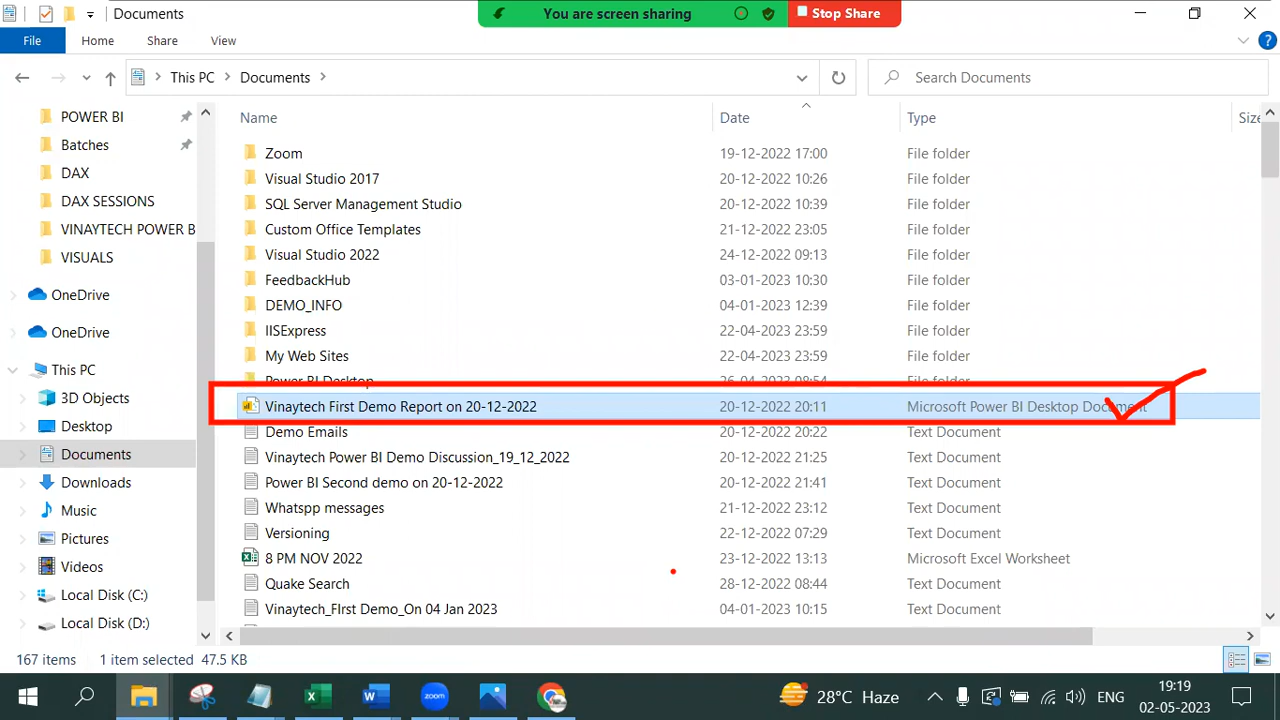 Documents
You are screen sharing
Stop Share
File Home Share View
This PC Documents
Search Documents
Name Date Type Size
POWER BI
Batches
DAX
DAX SESSIONS
VINAYTECH POWER B
VISUALS
OneDrive
OneDrive
This PC
3D Objects
Desktop
Documents
Downloads
Music
Pictures
Videos
Local Disk (C:)
Local Disk (D:)
Zoom 19-12-2022 17:00 File folder
Visual Studio 2017 20-12-2022 10:26 File folder
SQL Server Management Studio 20-12-2022 10:39 File folder
Custom Office Templates 21-12-2022 23:05 File folder
Visual Studio 2022 24-12-2022 09:13 File folder
FeedbackHub 03-01-2023 10:30 File folder
DEMO_INFO 04-01-2023 12:39 File folder
IISExpress 22-04-2023 23:59 File folder
My Web Sites 22-04-2023 23:59 File folder
Power BI Desktop 26-04-2023 08:54 File folder
Vinaytech First Demo Report on 20-12-2022 20-12-2022 20:11 Microsoft Power BI Desktop Document
Demo Emails 20-12-2022 20:22 Text Document
Vinaytech Power BI Demo Discussion_19_12_2022 20-12-2022 21:25 Text Document
Power BI Second demo on 20-12-2022 20-12-2022 21:41 Text Document
Whatspp messages 21-12-2022 23:12 Text Document
Versioning 22-12-2022 07:29 Text Document
8 PM NOV 2022 23-12-2022 13:13 Microsoft Excel Worksheet
Quake Search 28-12-2022 08:44 Text Document
Vinaytech_FIrst Demo_On 04 Jan 2023 04-01-2023 10:15 Text Document
167 items 1 item selected 47.5 KB
28°C Haze
ENG
19:19
02-05-2023